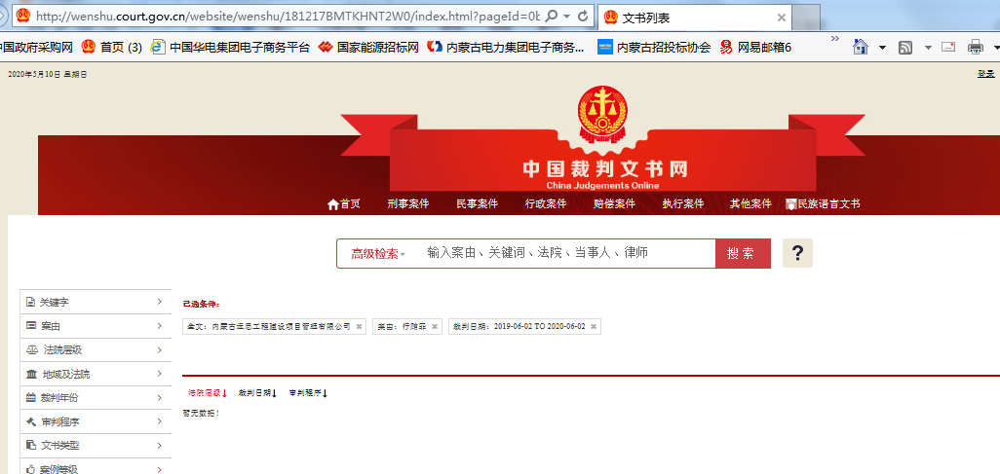 http://wenshu.court.gov.cn/website/wenshu/181217BMTKHNT2W0/index.html?pageId=0b
文书列表
中国政府采购网 首页 (3) 中国华电集团电子商务平台 国家能源招标网 内蒙古电力集团电子商务... 内蒙古招投标协会 网易邮箱6
2020年5月10日 星期日
登录
中国裁判文书网
China Judgements Online
首页 刑事案件 民事案件 行政案件 赔偿案件 执行案件 其他案件 民族语言文书
高级检索 输入案由、关键词、法院、当事人、律师 搜索 ?
关键字
案由
法院层级
地域及法院
裁判年份
审判程序
文书类型
案例等级
已选条件:
全文: 内蒙古远思工程建设项目管理有限公司 × 案由: 行贿罪 × 裁判日期: 2019-06-02 TO 2020-06-02 ×
法院层级 裁判日期 审判程序
暂无数据!